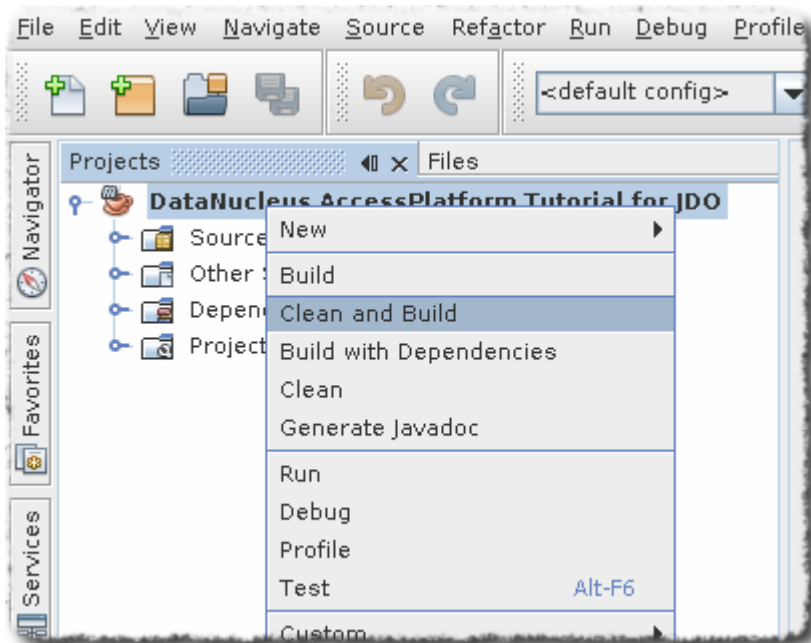 File Edit View Navigate Source Refactor Run Debug Profile
<default config>
Projects Files
Navigator
Favorites
Services
DataNucleus AccessPlatform Tutorial for JDO
Source
Other
Depen
Project
New
Build
Clean and Build
Build with Dependencies
Clean
Generate Javadoc
Run
Debug
Profile
Test Alt-F6
Custom